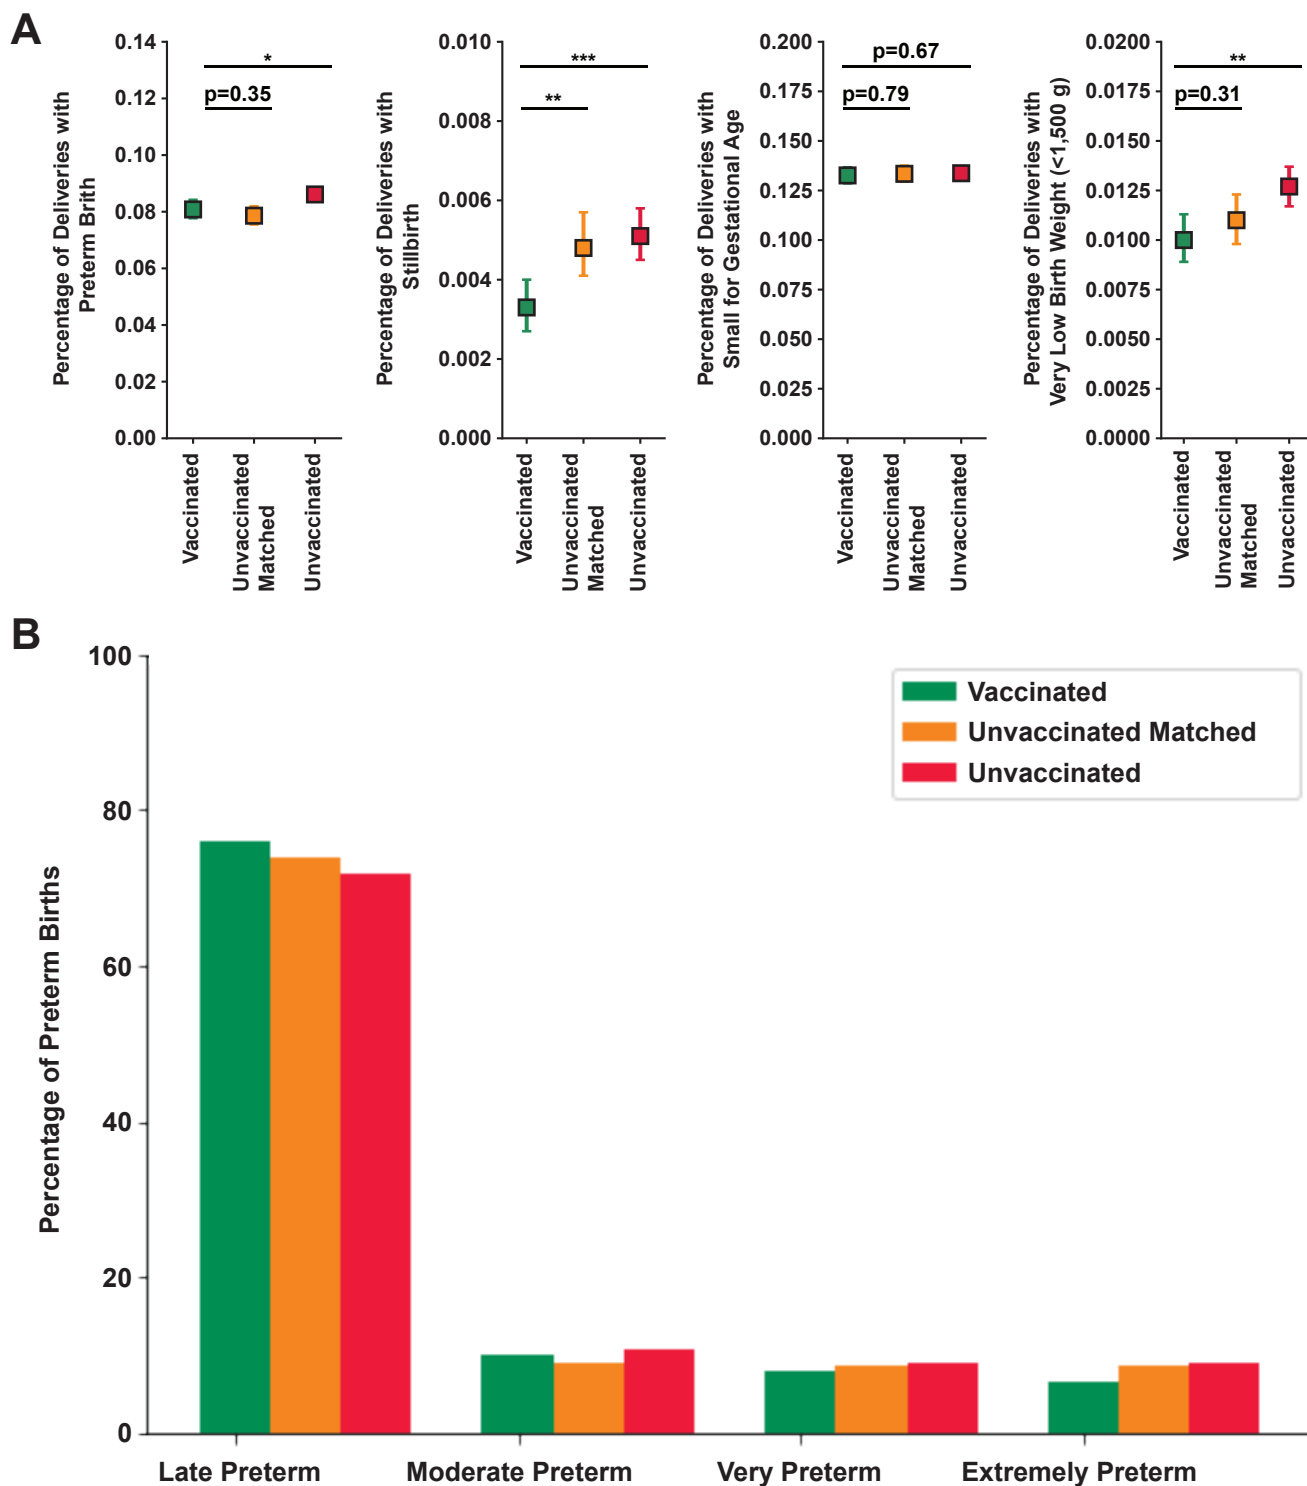 A
Percentage of Deliveries with
Preterm Brith
0.14
0.12
0.10
0.08
0.06
0.04
0.02
0.00
*
p=0.35
Vaccinated
Unvaccinated
Matched
Unvaccinated
Percentage of Deliveries with
Stillbirth
0.010
0.008
0.006
0.004
0.002
0.000
***
**
Vaccinated
Unvaccinated
Matched
Unvaccinated
Percentage of Deliveries with
Small for Gestational Age
0.200
0.175
0.150
0.125
0.100
0.075
0.050
0.025
0.000
p=0.67
p=0.79
Vaccinated
Unvaccinated
Matched
Unvaccinated
Percentage of Deliveries with
Very Low Birth Weight (<1,500 g)
0.0200
0.0175
0.0150
0.0125
0.0100
0.0075
0.0050
0.0025
0.0000
**
p=0.31
Vaccinated
Unvaccinated
Matched
Unvaccinated
B
Percentage of Preterm Births
100
80
60
40
20
0
Vaccinated
Unvaccinated Matched
Unvaccinated
Late Preterm
Moderate Preterm
Very Preterm
Extremely Preterm